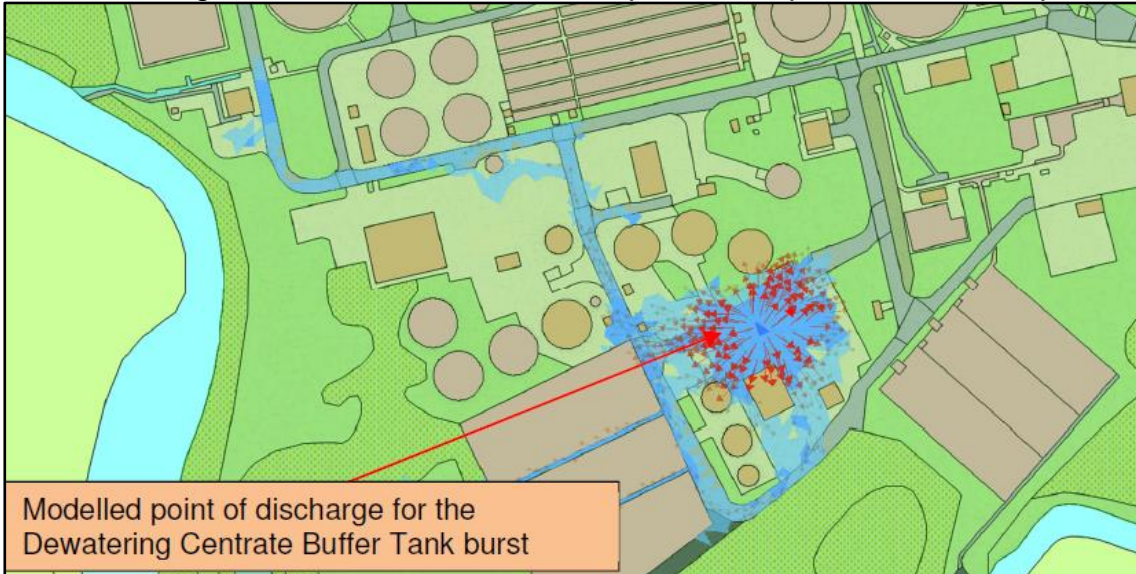 Modelled point of discharge for the
Dewatering Centrate Buffer Tank burst